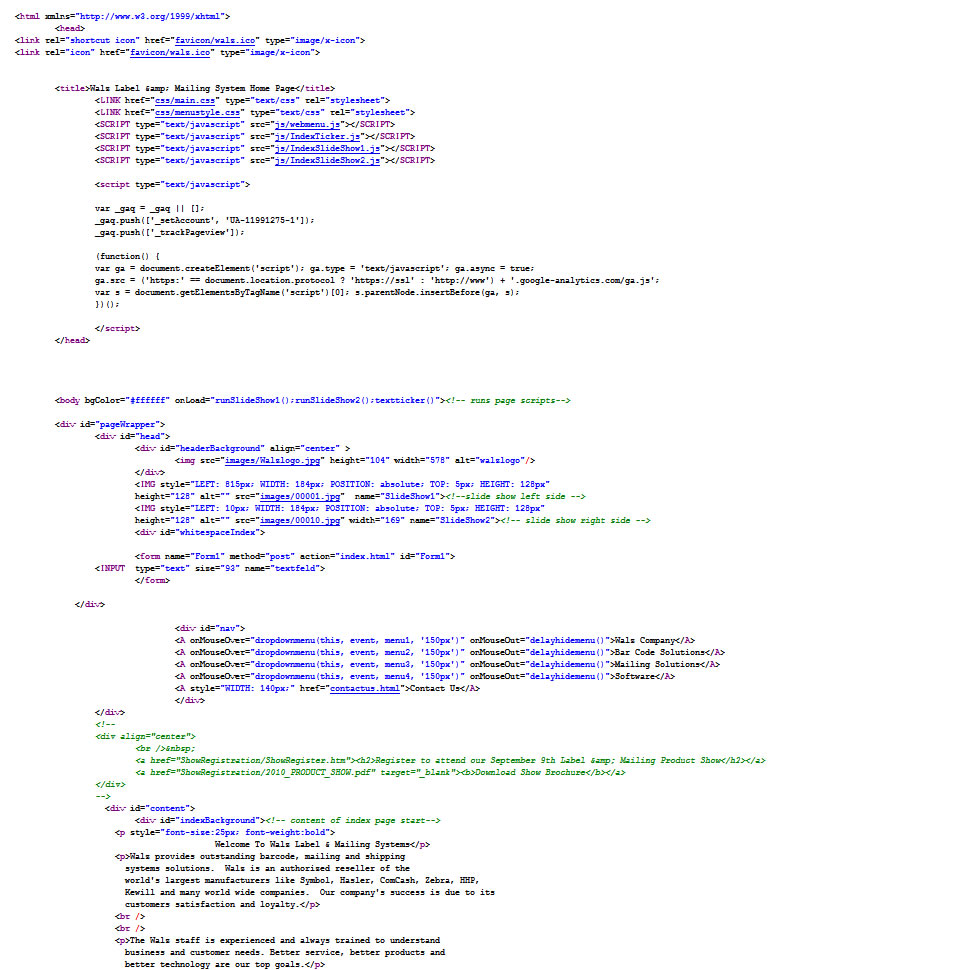 <html xmlns="http://www.w3.org/1999/xhtml">
<head>
<link rel="shortcut icon" href="favicon/walz.ico" type="image/x-icon">
<link rel="icon" href="favicon/walz.ico" type="image/x-icon">
<title>Walz Label &amp; Mailing System Home Page</title>
<LINK href="css/main.css" type="text/css" rel="stylesheet">
<LINK href="css/menustyle.css" type="text/css" rel="stylesheet">
<SCRIPT type="text/javascript" src="js/webmenu.js"></SCRIPT>
<SCRIPT type="text/javascript" src="js/IndexTicker.js"></SCRIPT>
<SCRIPT type="text/javascript" src="js/IndexSlideShow1.js"></SCRIPT>
<SCRIPT type="text/javascript" src="js/IndexSlideShow2.js"></SCRIPT>
<script type="text/javascript">
var _gaq = _gaq || [];
_gaq.push(['_setAccount', 'UA-11991275-1']);
_gaq.push(['_trackPageview']);
(function() {
var ga = document.createElement('script'); ga.type = 'text/javascript'; ga.async = true;
ga.src = ('https:' == document.location.protocol ? 'https://ssl' : 'http://www') + '.google-analytics.com/ga.js';
var s = document.getElementsByTagName('script')[0]; s.parentNode.insertBefore(ga, s);
})();
</script>
</head>
<body bgColor="#ffffff" onLoad="runSlideShow1();runSlideShow2();textticker()"><!-- runs page scripts-->
<div id="pageWrapper">
<div id="head">
<div id="headerBackground" align="center" >
<img src="images/Walzlogo.jpg" height="104" width="578" alt="walzlogo"/>
</div>
<IMG style="LEFT: 815px; WIDTH: 184px; POSITION: absolute; TOP: 5px; HEIGHT: 128px"
height="128" alt="" src="images/00001.jpg"  name="SlideShow1"><!--slide show left side -->
<IMG style="LEFT: 10px; WIDTH: 184px; POSITION: absolute; TOP: 5px; HEIGHT: 128px"
height="128" alt="" src="images/00010.jpg" width="169" name="SlideShow2"><!-- slide show right side -->
<div id="whitespaceIndex">
<form name="Form1" method="post" action="index.html" id="Form1">
<INPUT  type="text" size="93" name="textfeld">
</form>
</div>
<div id="nav">
<A onMouseOver="dropdownmenu(this, event, menu1, '150px')" onMouseOut="delayhidemenu()">Walz Company</A>
<A onMouseOver="dropdownmenu(this, event, menu2, '150px')" onMouseOut="delayhidemenu()">Bar Code Solutions</A>
<A onMouseOver="dropdownmenu(this, event, menu3, '150px')" onMouseOut="delayhidemenu()">Mailing Solutions</A>
<A onMouseOver="dropdownmenu(this, event, menu4, '150px')" onMouseOut="delayhidemenu()">Software</A>
<A style="WIDTH: 140px;" href="contactus.html">Contact Us</A>
</div>
</div>
<!--
<div align="center">
<br />&nbsp;
<a href="ShowRegistration/ShowRegister.htm"><h2>Register to attend our September 9th Label &amp; Mailing Product Show</h2></a>
<a href="ShowRegistration/2010_PRODUCT_SHOW.pdf" target="_blank"><b>Download Show Brochure</b></a>
</div>
-->
<div id="content">
<div id="indexBackground"><!-- content of index page start-->
<p style="font-size:25px; font-weight:bold">
Welcome To Walz Label & Mailing Systems</p>
<p>Walz provides outstanding barcode, mailing and shipping
systems solutions.  Walz is an authorized reseller of the
world's largest manufacturers like Symbol, Hasler, ComCash, Zebra, HHP,
Kewill and many world wide companies.  Our company's success is due to its
customers satisfaction and loyalty.</p>
<br />
<br />
<p>The Walz staff is experienced and always trained to understand
business and customer needs. Better service, better products and
better technology are our top goals.</p>